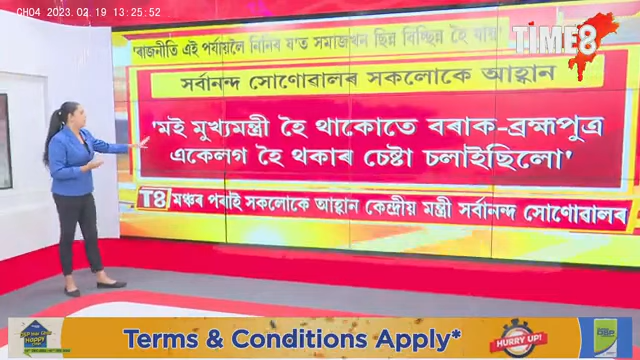 CH04 2023.02.19 13:25:52
TIME8
'ৰাজনীতি এই পৰ্যায়লৈ নিনিব য'ত সমাজখন ছিন্ন বিচ্ছিন্ন হৈ যায়'
সৰ্বানন্দ সোণোৱালৰ সকলোকে আহ্বান
'মই মুখ্যমন্ত্ৰী হৈ থাকোতে বৰাক-ব্ৰহ্মপুত্ৰ
একেলগ হৈ থকাৰ চেষ্টা চলাইছিলো'
T8 মঞ্চৰ পৰাই সকলোকে আহ্বান কেন্দ্ৰীয় মন্ত্ৰী সৰ্বানন্দ সোণোৱালৰ
HAPPY
Terms & Conditions Apply*
HURRY UP!